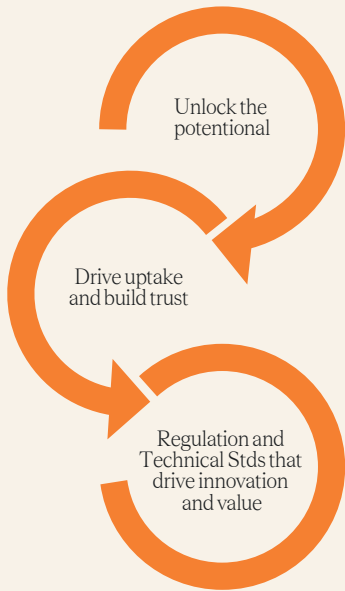 Unlock the
potentional
Drive uptake
and build trust
Regulation and
Technical Stds that
drive innovation
and value